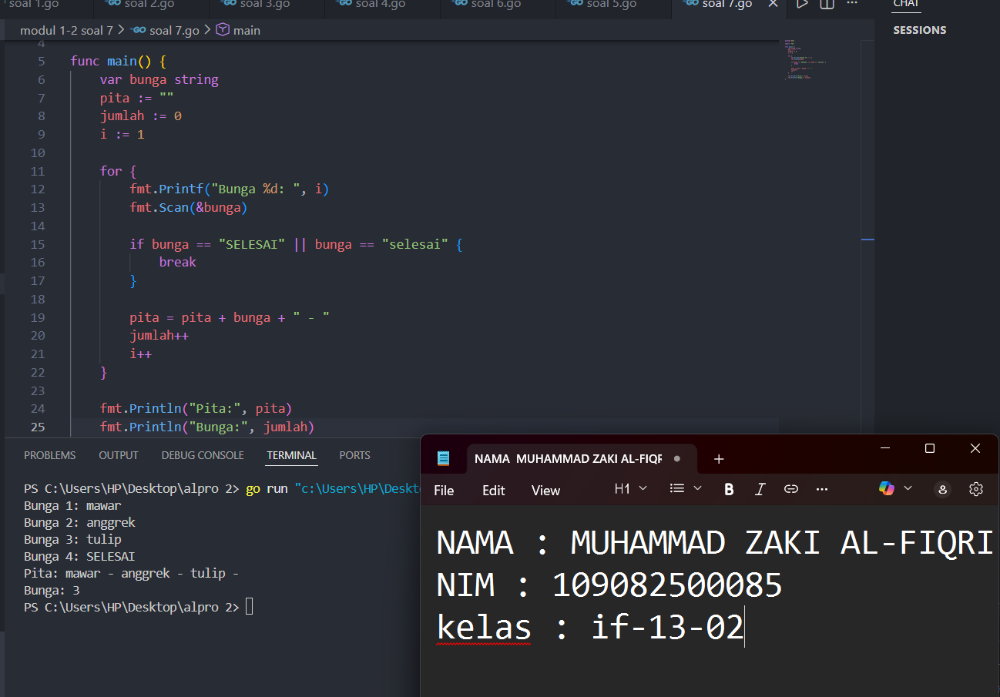 soal 1.go soal 2.go soal 3.go soal 4.go soal 6.go soal 5.go soal 7.go
CHAT
SESSIONS
modul 1-2 soal 7 > soal 7.go > main
4
5 func main() {
6 var bunga string
7 pita := ""
8 jumlah := 0
9 i := 1
10
11 for {
12 fmt.Printf("Bunga %d: ", i)
13 fmt.Scan(&bunga)
14
15 if bunga == "SELESAI" || bunga == "selesai" {
16 break
17 }
18
19 pita = pita + bunga + " - "
20 jumlah++
21 i++
22 }
23
24 fmt.Println("Pita:", pita)
25 fmt.Println("Bunga:", jumlah)
PROBLEMS OUTPUT DEBUG CONSOLE TERMINAL PORTS
PS C:\Users\HP\Desktop\alpro 2> go run "c:\Users\HP\Deskt
Bunga 1: mawar
Bunga 2: anggrek
Bunga 3: tulip
Bunga 4: SELESAI
Pita: mawar - anggrek - tulip -
Bunga: 3
PS C:\Users\HP\Desktop\alpro 2>
NAMA  MUHAMMAD ZAKI AL-FIQR
File Edit View H1 B I
NAMA : MUHAMMAD ZAKI AL-FIQRI
NIM : 109082500085
kelas : if-13-02